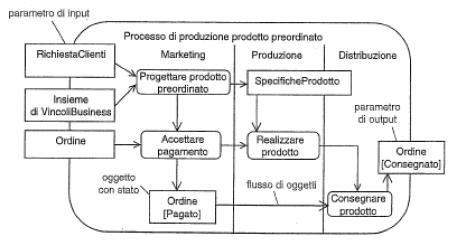 parametro di input
Processo di produzione prodotto preordinato
RichiestaClienti
Marketing
Produzione
Distribuzione
Progettare prodotto
preordinato
SpecificheProdotto
Insieme
di VincoliBusiness
parametro
di output
Ordine
Accettare
pagamento
Realizzare
prodotto
Ordine
[Consegnato]
oggetto
con stato
flusso di oggetti
Ordine
[Pagato]
Consegnare
prodotto